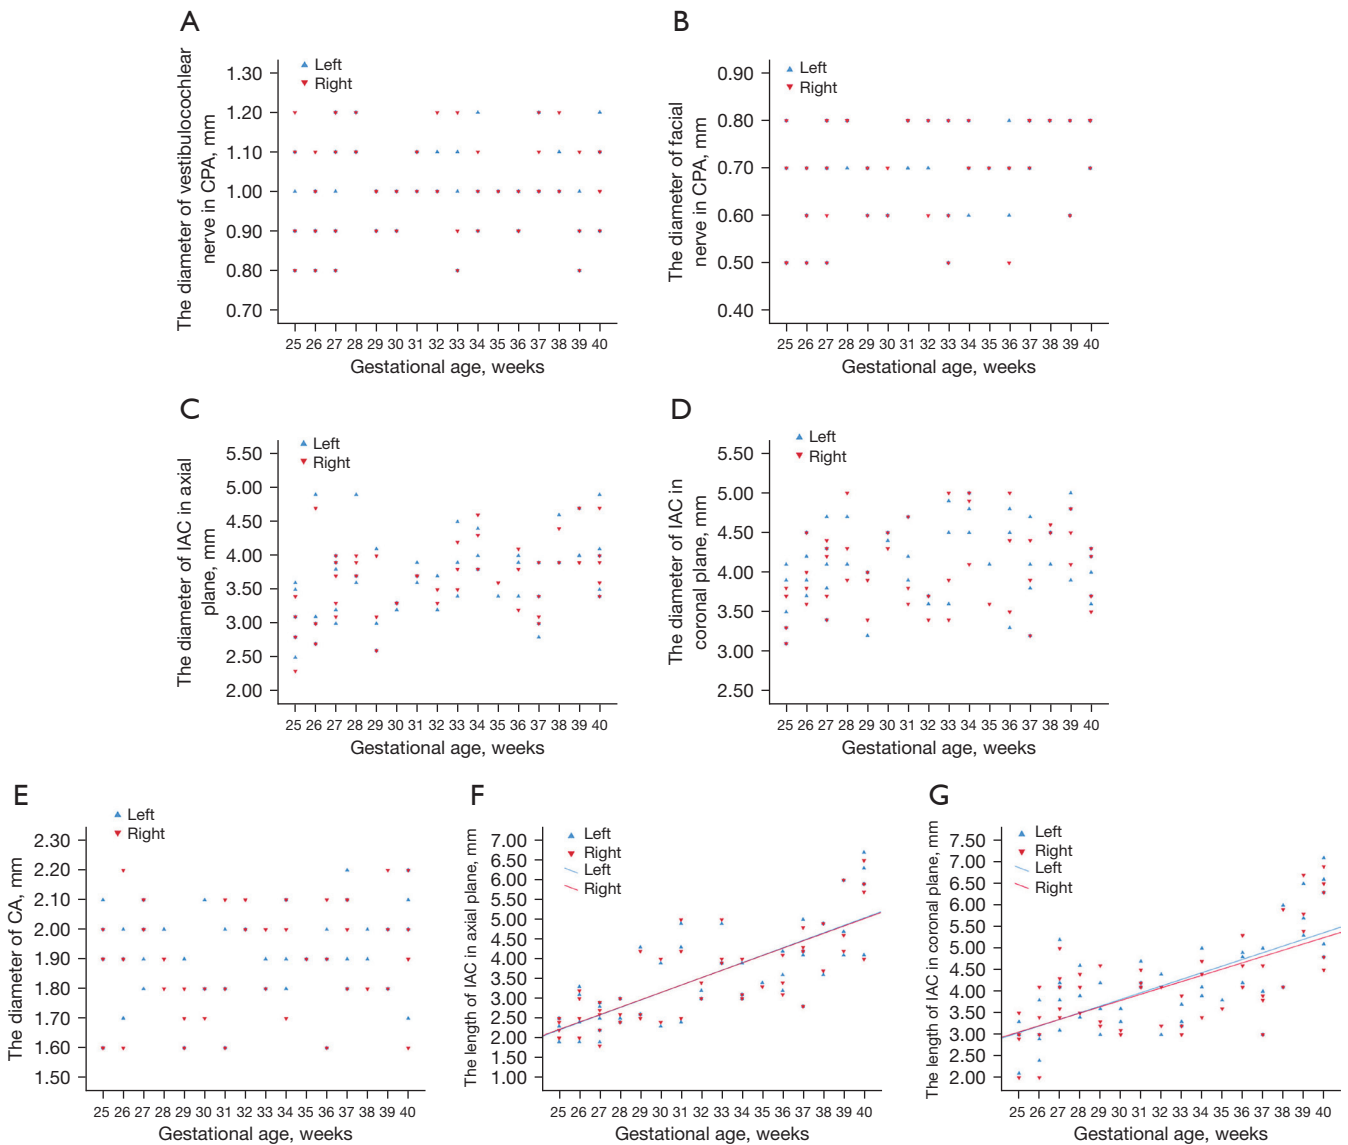 A
The diameter of vestibulocochlear
nerve in CPA, mm
1.30
1.20
1.10
1.00
0.90
0.80
0.70
Left
Right
25 26 27 28 29 30 31 32 33 34 35 36 37 38 39 40
Gestational age, weeks
B
The diameter of facial
nerve in CPA, mm
0.90
0.80
0.70
0.60
0.50
0.40
Left
Right
25 26 27 28 29 30 31 32 33 34 35 36 37 38 39 40
Gestational age, weeks
C
The diameter of IAC in axial
plane, mm
5.50
5.00
4.50
4.00
3.50
3.00
2.50
2.00
Left
Right
25 26 27 28 29 30 31 32 33 34 35 36 37 38 39 40
Gestational age, weeks
D
The diameter of IAC in
coronal plane, mm
5.50
5.00
4.50
4.00
3.50
3.00
2.50
Left
Right
25 26 27 28 29 30 31 32 33 34 35 36 37 38 39 40
Gestational age, weeks
E
The diameter of CA, mm
2.30
2.20
2.10
2.00
1.90
1.80
1.70
1.60
1.50
Left
Right
25 26 27 28 29 30 31 32 33 34 35 36 37 38 39 40
Gestational age, weeks
F
The length of IAC in axial plane, mm
7.00
6.50
6.00
5.50
5.00
4.50
4.00
3.50
3.00
2.50
2.00
1.50
1.00
Left
Right
Left
Right
25 26 27 28 29 30 31 32 33 34 35 36 37 38 39 40
Gestational age, weeks
G
The length of IAC in coronal plane, mm
7.50
7.00
6.50
6.00
5.50
5.00
4.50
4.00
3.50
3.00
2.50
2.00
Left
Right
Left
Right
25 26 27 28 29 30 31 32 33 34 35 36 37 38 39 40
Gestational age, weeks